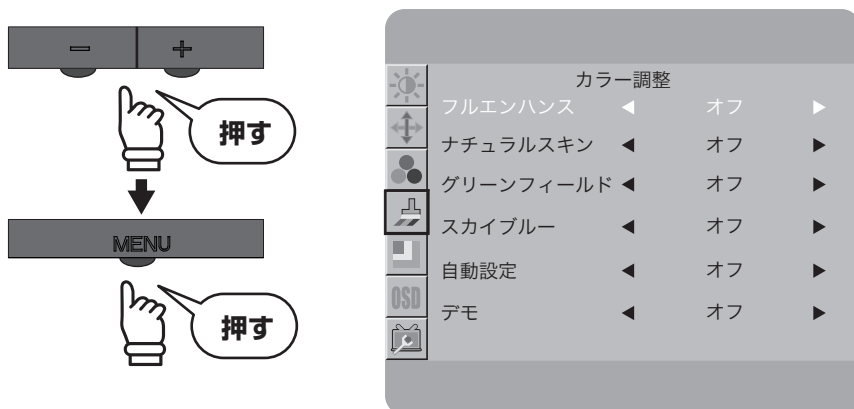 − +
押す
MENU
押す
カラー調整
フルエンハンス ◀ オフ ▶
ナチュラルスキン ◀ オフ ▶
グリーンフィールド ◀ オフ ▶
スカイブルー ◀ オフ ▶
自動設定 ◀ オフ ▶
OSD
デモ ◀ オフ ▶